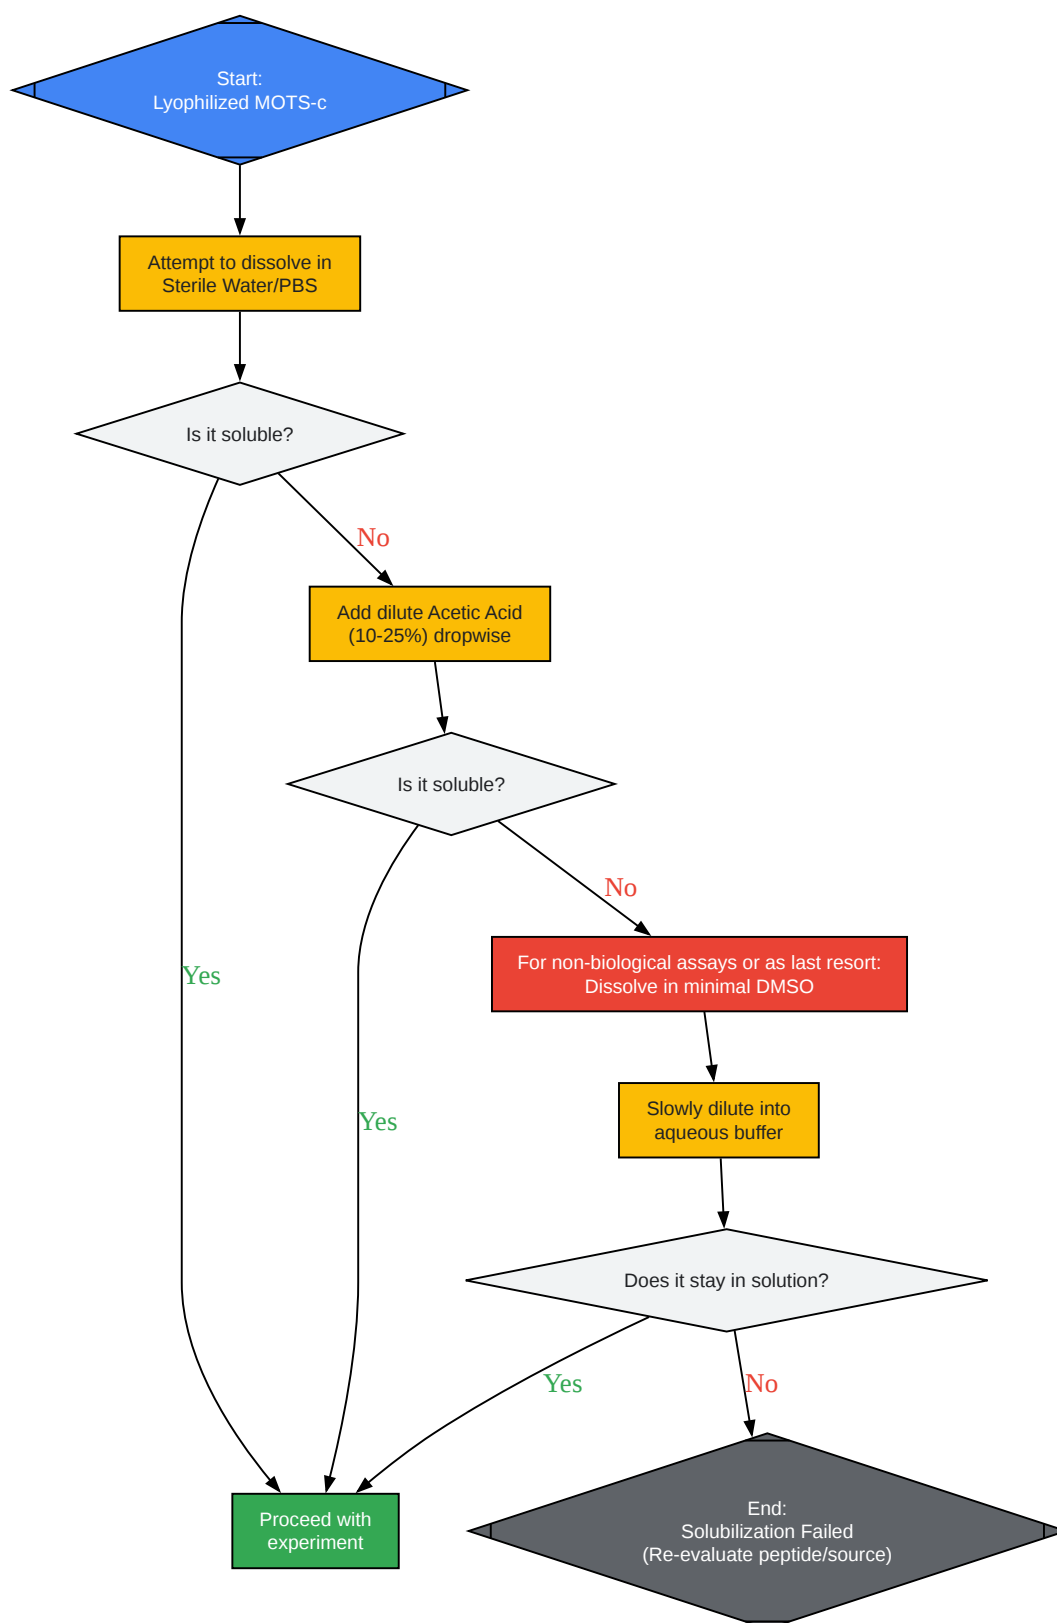 Start:
Lyophilized MOTS-c
Attempt to dissolve in
Sterile Water/PBS
Is it soluble?
No
Add dilute Acetic Acid
(10-25%) dropwise
Is it soluble?
No
For non-biological assays or as last resort:
Dissolve in minimal DMSO
Yes
Slowly dilute into
aqueous buffer
Yes
Does it stay in solution?
Yes
No
Proceed with
experiment
End:
Solubilization Failed
(Re-evaluate peptide/source)